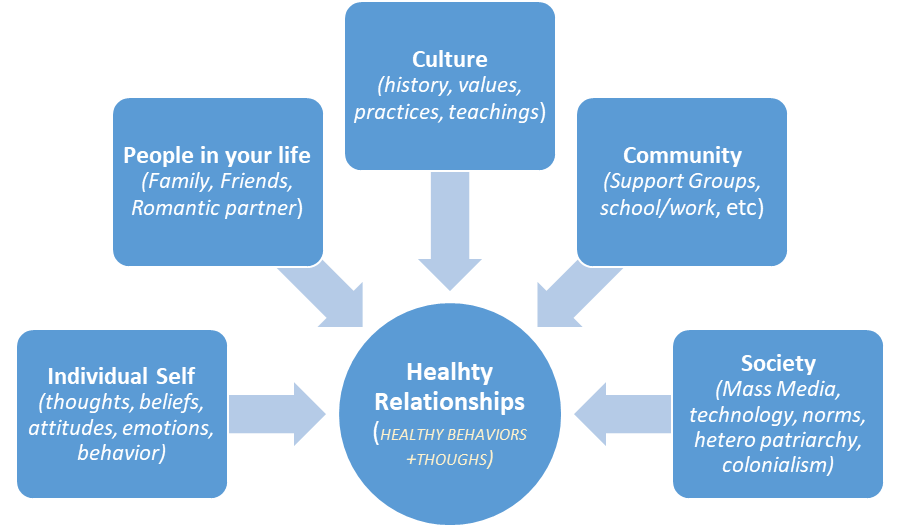 Culture
(history, values,
practices, teachings)
People in your life
(Family, Friends,
Romantic partner)
Community
(Support Groups,
school/work, etc)
Individual Self
(thoughts, beliefs,
attitudes, emotions,
behavior)
Healhty
Relationships
(HEALTHY BEHAVIORS
+THOUGHS)
Society
(Mass Media,
technology, norms,
hetero patriarchy,
colonialism)